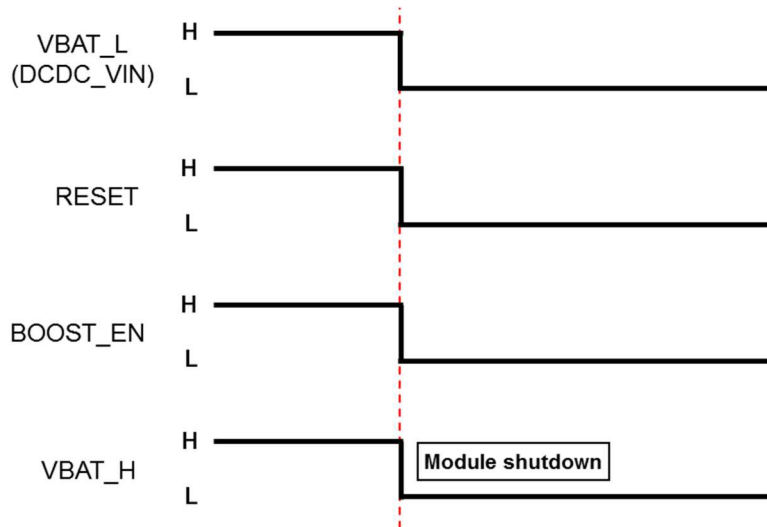 VBAT_L
(DCDC_VIN)
H
L
RESET
H
L
BOOST_EN
H
L
VBAT_H
H
L
Module shutdown